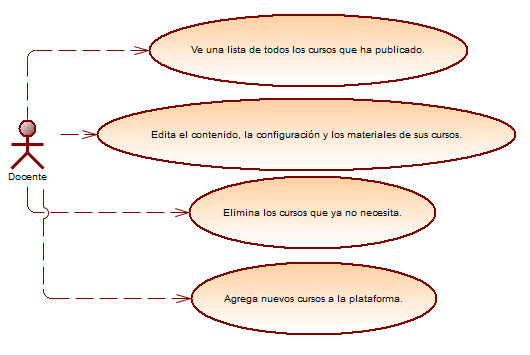 Ve una lista de todos los cursos que ha publicado.
Edita el contenido, la configuración y los materiales de sus cursos.
Docente
Elimina los cursos que ya no necesita.
Agrega nuevos cursos a la plataforma.